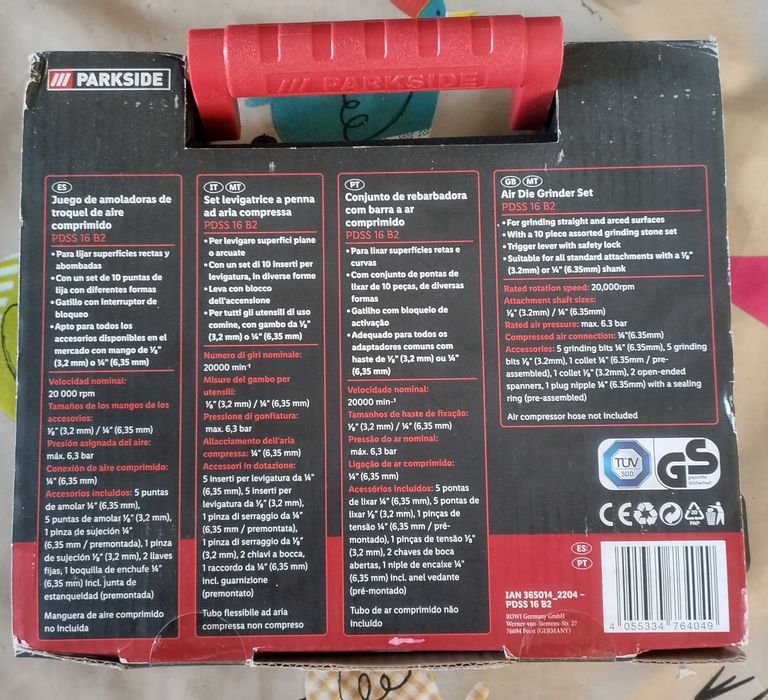 PARKSIDE
PARKSIDE
ES
Juego de amoladoras de
troquel de aire
comprimido
PDSS 16 B2
• Para lijar superficies rectas y
abombadas
• Con un set de 10 puntas de
lija con diferentes formas
• Gatillo con interruptor de
bloqueo
• Apto para todos los
accesorios disponibles en el
mercado con mango de ⅛"
(3,2 mm) o ¼" (6,35 mm)
Velocidad nominal:
20 000 rpm
Tamaños de los mangos de los
accesorios:
⅛" (3,2 mm) / ¼" (6,35 mm)
Presión asignada del aire:
máx. 6,3 bar
Conexión de aire comprimido:
¼" (6,35 mm)
Accesorios incluidos: 5 puntas
de amolar ¼" (6,35 mm),
5 puntas de amolar ⅛" (3,2 mm),
1 pinza de sujeción ¼"
(6,35 mm / premontada), 1 pinza
de sujeción ⅛" (3,2 mm), 2 llaves
fijas, 1 boquilla de enchufe ¼"
(6,35 mm) incl. junta de
estanqueidad (premontada)
Manguera de aire comprimido
no incluida
IT MT
Set levigatrice a penna
ad aria compressa
PDSS 16 B2
• Per levigare superfici piane
o arcuate
• Con un set di 10 inserti per
levigatura, in diverse forme
• Leva con blocco
dell'accensione
• Per tutti gli utensili di uso
comine, con gambo da ⅛"
(3,2 mm) o ¼" (6,35 mm)
Numero di giri nominale:
20000 min⁻¹
Misure del gambo per
utensili:
⅛" (3,2 mm) / ¼" (6,35 mm)
Pressione di gonfiatura:
max. 6,3 bar
Allacciamento dell'aria
compressa: ¼" (6,35 mm)
Accessori in dotazione:
5 inserti per levigatura da ¼"
(6,35 mm), 5 inserti per
levigatura da ⅛" (3,2 mm),
1 pinza di serraggio da ¼"
(6,35 mm / premontata),
1 pinza di serraggio da ⅛"
(3,2 mm), 2 chiavi a bocca,
1 raccordo da ¼" (6,35 mm)
incl. guarnizione
(premontato)
Tubo flessibile ad aria
compressa non compreso
PT
Conjunto de rebarbadora
com barra a ar
comprimido
PDSS 16 B2
• Para lixar superfícies retas e
curvas
• Com conjunto de pontas de
lixar de 10 peças, de diversas
formas
• Gatilho com bloqueio de
activação
• Adequado para todos os
adaptadores comuns com
haste de ⅛" (3,2 mm) ou ¼"
(6,35 mm)
Velocidade nominal:
20000 min⁻¹
Tamanhos de haste de fixação:
⅛" (3,2 mm) / ¼" (6,35 mm)
Pressão do ar nominal:
máx. 6,3 bar
Ligação de ar comprimido:
¼" (6,35 mm)
Acessórios incluídos: 5 pontas
de lixar ¼" (6,35 mm), 5 pontas de
lixar ⅛" (3,2 mm), 1 pinças de
tensão ¼" (6,35 mm / pré-
montado), 1 pinças de tensão ⅛"
(3,2 mm), 2 chaves de boca
abertas, 1 niple de encaixe ¼"
(6,35 mm) incl. anel vedante
(pré-montado)
Tubo de ar comprimido não
incluído
GB MT
Air Die Grinder Set
PDSS 16 B2
• For grinding straight and arced surfaces
• With a 10 piece assorted grinding stone set
• Trigger lever with safety lock
• Suitable for all standard attachments with a ⅛"
(3.2mm) or ¼" (6.35mm) shank
Rated rotation speed: 20,000rpm
Attachment shaft sizes:
⅛" (3.2mm) / ¼" (6.35mm)
Rated air pressure: max. 6.3 bar
Compressed air connection: ¼"(6.35mm)
Accessories: 5 grinding bits ¼" (6.35mm), 5 grinding
bits ⅛" (3.2mm), 1 collet ¼" (6.35mm / pre-
assembled), 1 collet ⅛" (3.2mm), 2 open-ended
spanners, 1 plug nipple ¼" (6.35mm) with a sealing
ring (pre-assembled)
Air compressor hose not included
TÜV
SÜD
GS
geprüfte
Sicherheit
CE
PAP
ES
PT
IAN 365014_2204
PDSS 16 B2
ROWI Germany GmbH
Werner-von-Siemens-Str. 27
76694 Forst (GERMANY)
4 055334 764049